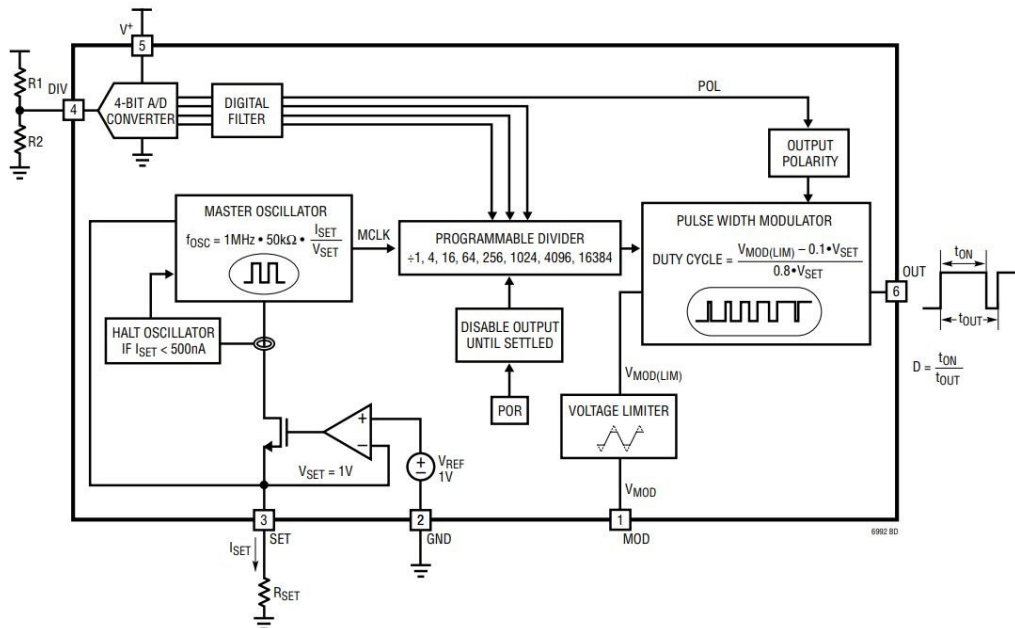 V+
5
R1
DIV
4
R2
4-BIT A/D
CONVERTER
DIGITAL
FILTER
POL
OUTPUT
POLARITY
MASTER OSCILLATOR
fOSC = 1MHz • 50kΩ • ISET
VSET
MCLK
PROGRAMMABLE DIVIDER
÷1, 4, 16, 64, 256, 1024, 4096, 16384
PULSE WIDTH MODULATOR
DUTY CYCLE = VMOD(LIM) – 0.1•VSET
0.8•VSET
OUT
6
tON
tOUT
D = tON
tOUT
HALT OSCILLATOR
IF ISET < 500nA
DISABLE OUTPUT
UNTIL SETTLED
POR
VMOD(LIM)
VOLTAGE LIMITER
VMOD
+
–
VSET = 1V
+
–
VREF
1V
3
SET
2
GND
1
MOD
6992 BD
ISET
RSET